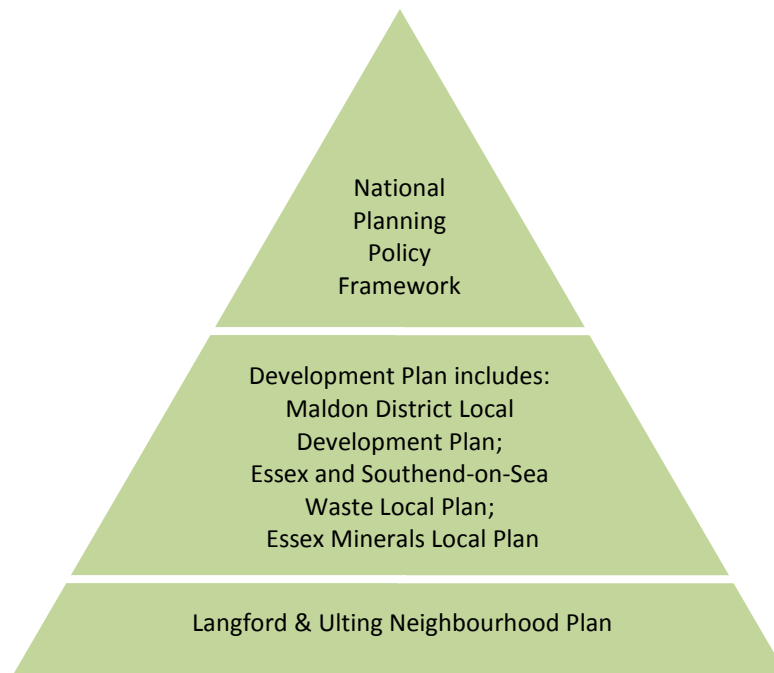 National
Planning
Policy
Framework
Development Plan includes:
Maldon District Local
Development Plan;
Essex and Southend-on-Sea
Waste Local Plan;
Essex Minerals Local Plan
Langford & Ulting Neighbourhood Plan